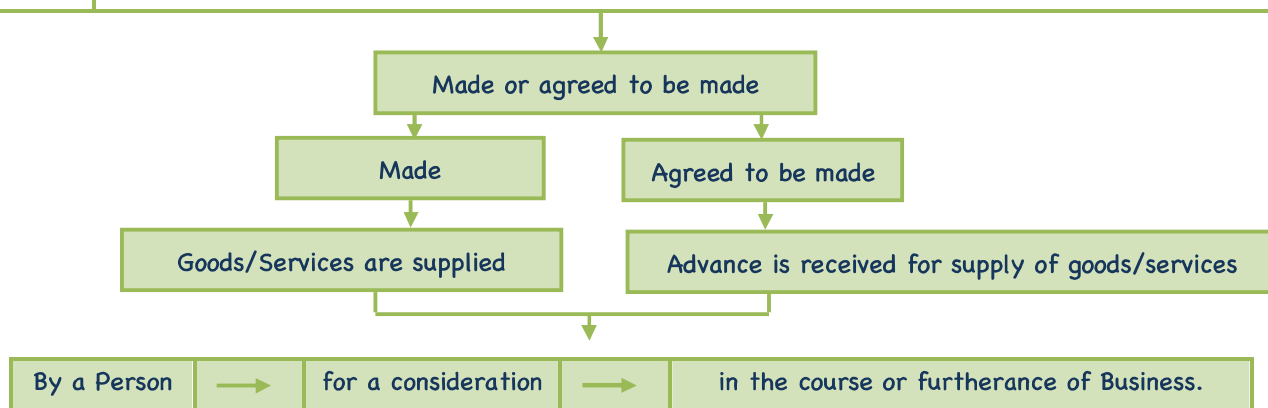 Made or agreed to be made
Made
Agreed to be made
Goods/Services are supplied
Advance is received for supply of goods/services
By a Person
for a consideration
in the course or furtherance of Business.